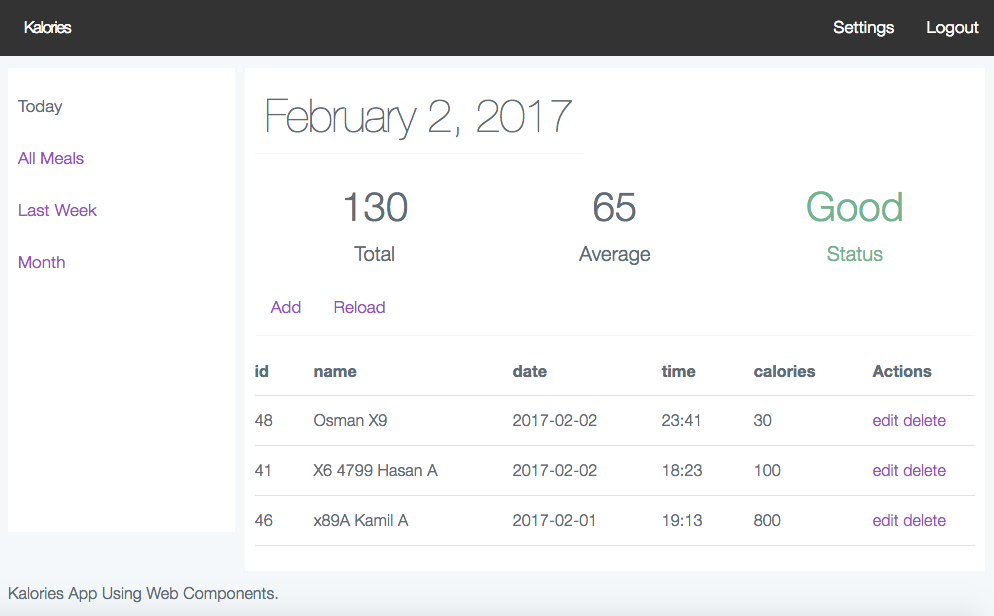 Kalories Settings Logout
Today
All Meals
Last Week
Month
February 2, 2017
130 65 Good
Total Average Status
Add Reload
id name date time calories Actions
48 Osman X9 2017-02-02 23:41 30 edit delete
41 X6 4799 Hasan A 2017-02-02 18:23 100 edit delete
46 x89A Kamil A 2017-02-01 19:13 800 edit delete
Kalories App Using Web Components.